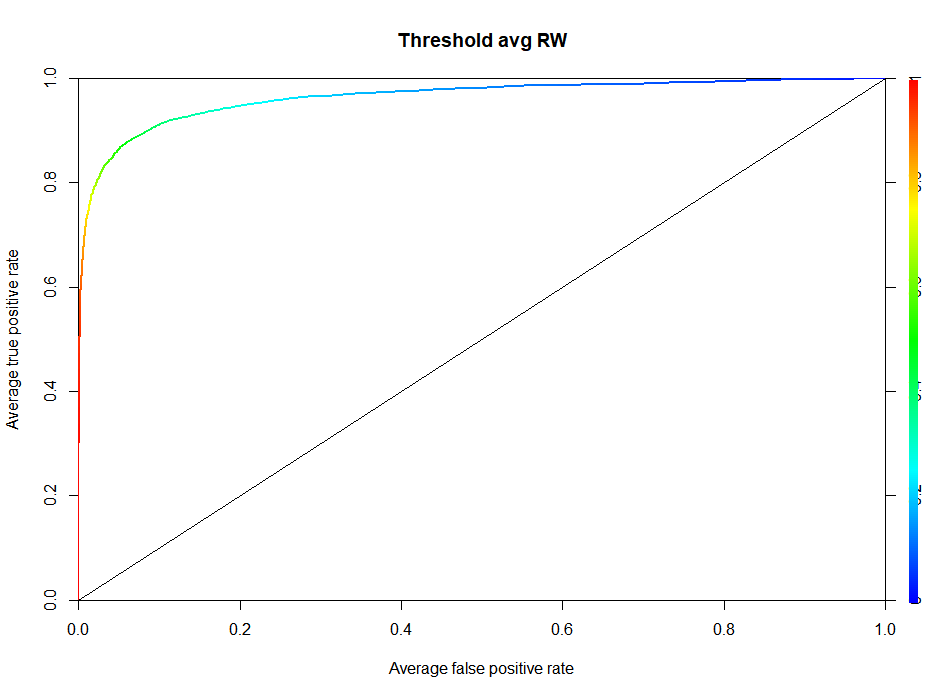 Threshold avg RW
Average true positive rate
1.0
0.8
0.6
0.4
0.2
0.0
0.0 0.2 0.4 0.6 0.8 1.0
Average false positive rate